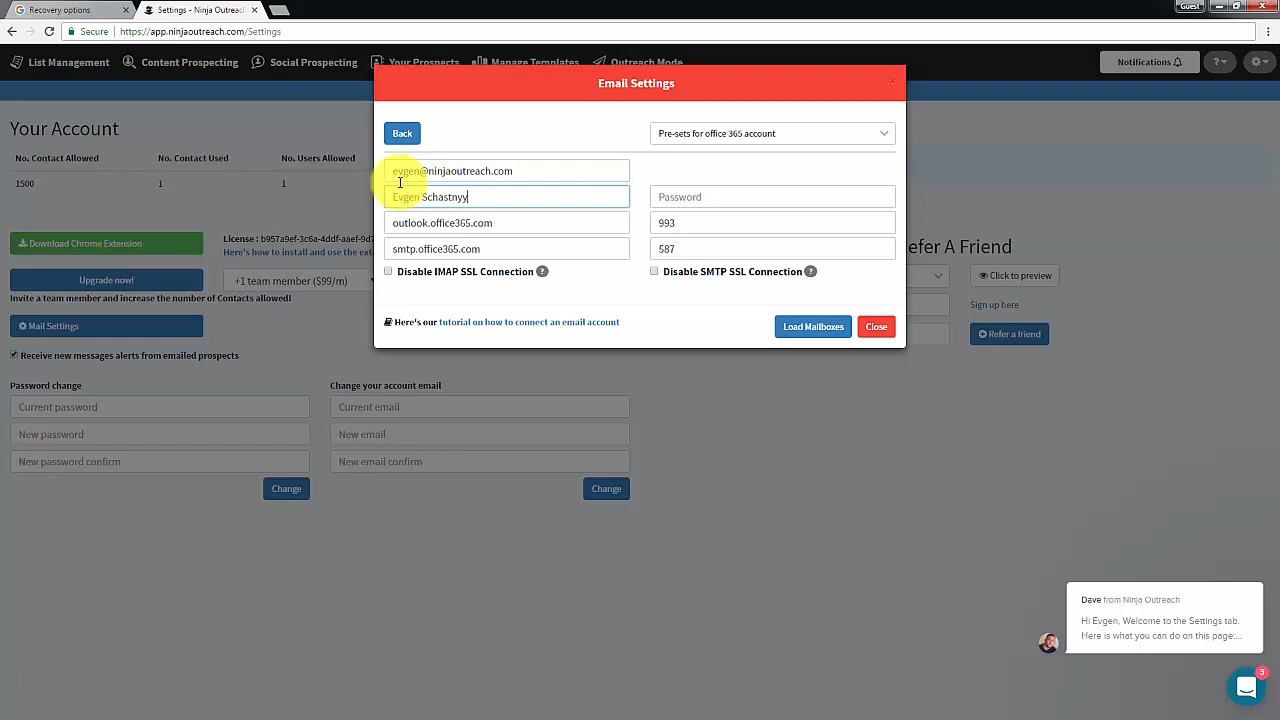 Recovery options
Settings - Ninja Outreach
Guest
Secure
https://app.ninjaoutreach.com/Settings
List Management
Content Prospecting
Social Prospecting
Your Prospects
Manage Templates
Outreach Mode
Notifications
Email Settings
Your Account
Back
Pre-sets for office 365 account
No. Contact Allowed
No. Contact Used
No. Users Allowed
1500
1
1
evgen@ninjaoutreach.com
Evgen Schastnyy
Password
outlook.office365.com
993
smtp.office365.com
587
Disable IMAP SSL Connection
Disable SMTP SSL Connection
Download Chrome Extension
License : b957a9ef-3c6a-4ddf-aaef-9d7
Here's how to install and use the exte
efer A Friend
Click to preview
Upgrade now!
+1 team member ($99/m)
Invite a team member and increase the number of Contacts allowed!
Sign up here
Here's our tutorial on how to connect an email account
Load Mailboxes
Close
Mail Settings
Refer a friend
Receive new messages alerts from emailed prospects
Password change
Change your account email
Current password
Current email
New password
New email
New password confirm
New email confirm
Change
Change
Dave from Ninja Outreach
Hi Evgen, Welcome to the Settings tab.
Here is what you can do on this page:...
3